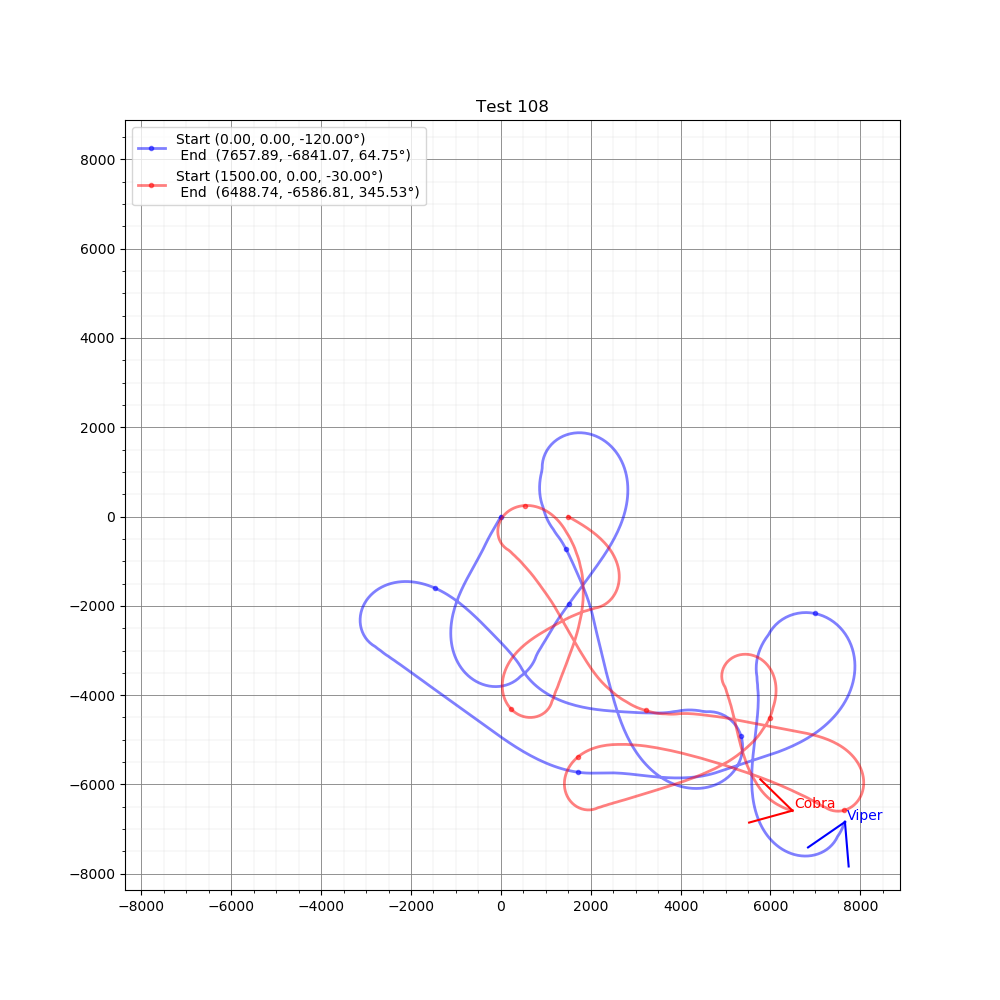 Test 108
Start (0.00, 0.00, -120.00°)
End (7657.89, -6841.07, 64.75°)
Start (1500.00, 0.00, -30.00°)
End (6488.74, -6586.81, 345.53°)
8000
6000
4000
2000
0
−2000
−4000
−6000
−8000
Cobra
Viper
−8000 −6000 −4000 −2000 0 2000 4000 6000 8000